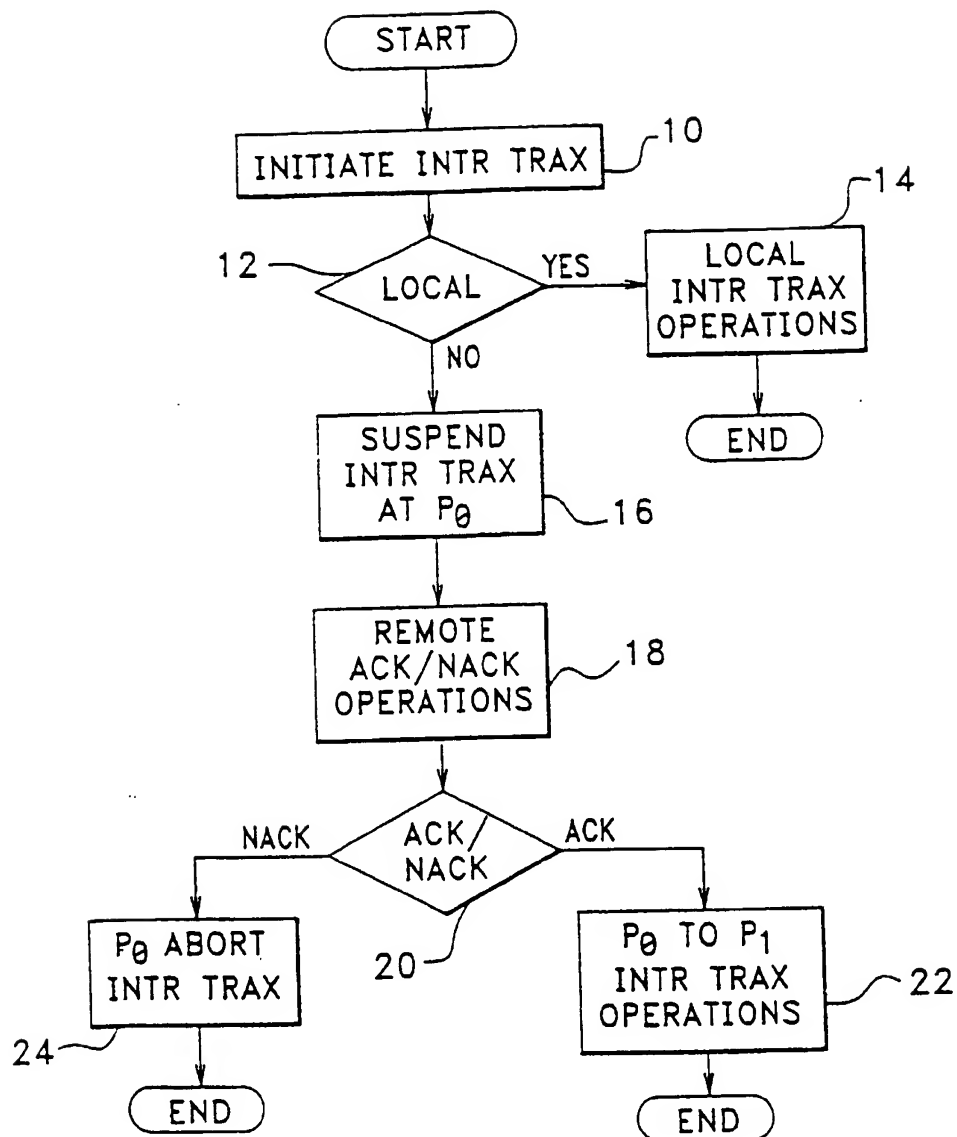 START
INITIATE INTR TRAX
10
12
LOCAL
YES
14
LOCAL
INTR TRAX
OPERATIONS
NO
END
SUSPEND
INTR TRAX
AT P0
16
REMOTE
ACK/NACK
OPERATIONS
18
NACK
ACK/
NACK
ACK
20
P0 ABORT
INTR TRAX
24
P0 TO P1
INTR TRAX
OPERATIONS
22
END
END